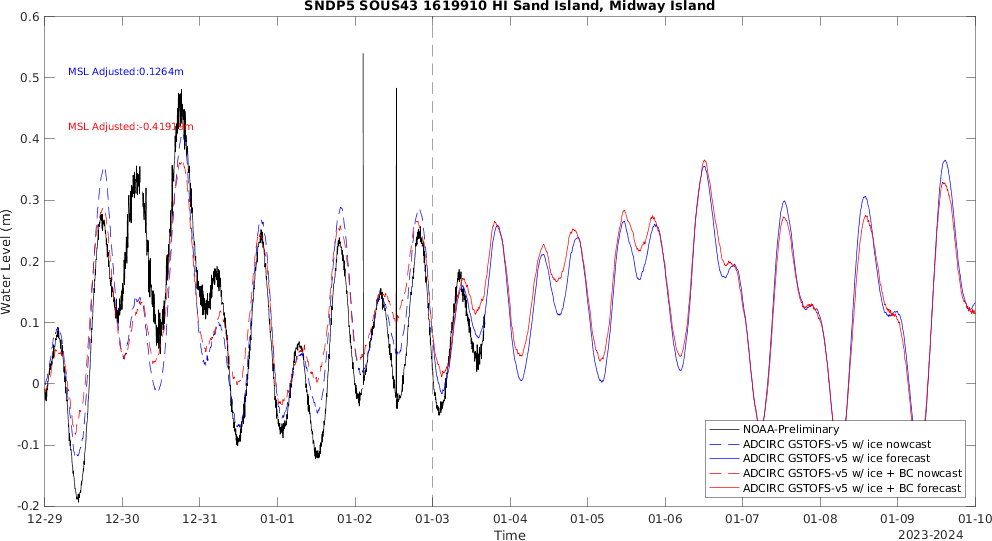 SNDP5 SOUS43 1619910 HI Sand Island, Midway Island
Water Level (m)
0.6
0.5
0.4
0.3
0.2
0.1
0
-0.1
-0.2
MSL Adjusted:0.1264m
MSL Adjusted:
NOAA-Preliminary
ADCIRC GSTOFS-v5 w/ ice nowcast
ADCIRC GSTOFS-v5 w/ ice forecast
ADCIRC GSTOFS-v5 w/ ice + BC nowcast
ADCIRC GSTOFS-v5 w/ ice + BC forecast
12-29 12-30 12-31 01-01 01-02 01-03 01-04 01-05 01-06 01-07 01-08 01-09 01-10
Time
2023-2024